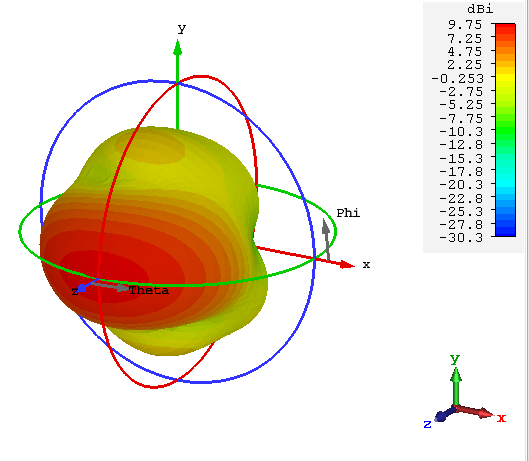 dBi
9.75
7.25
4.75
2.25
-0.253
-2.75
-5.25
-7.75
-10.3
-12.8
-15.3
-17.8
-20.3
-22.8
-25.3
-27.8
-30.3
y
Phi
x
z
Theta
y
x
z